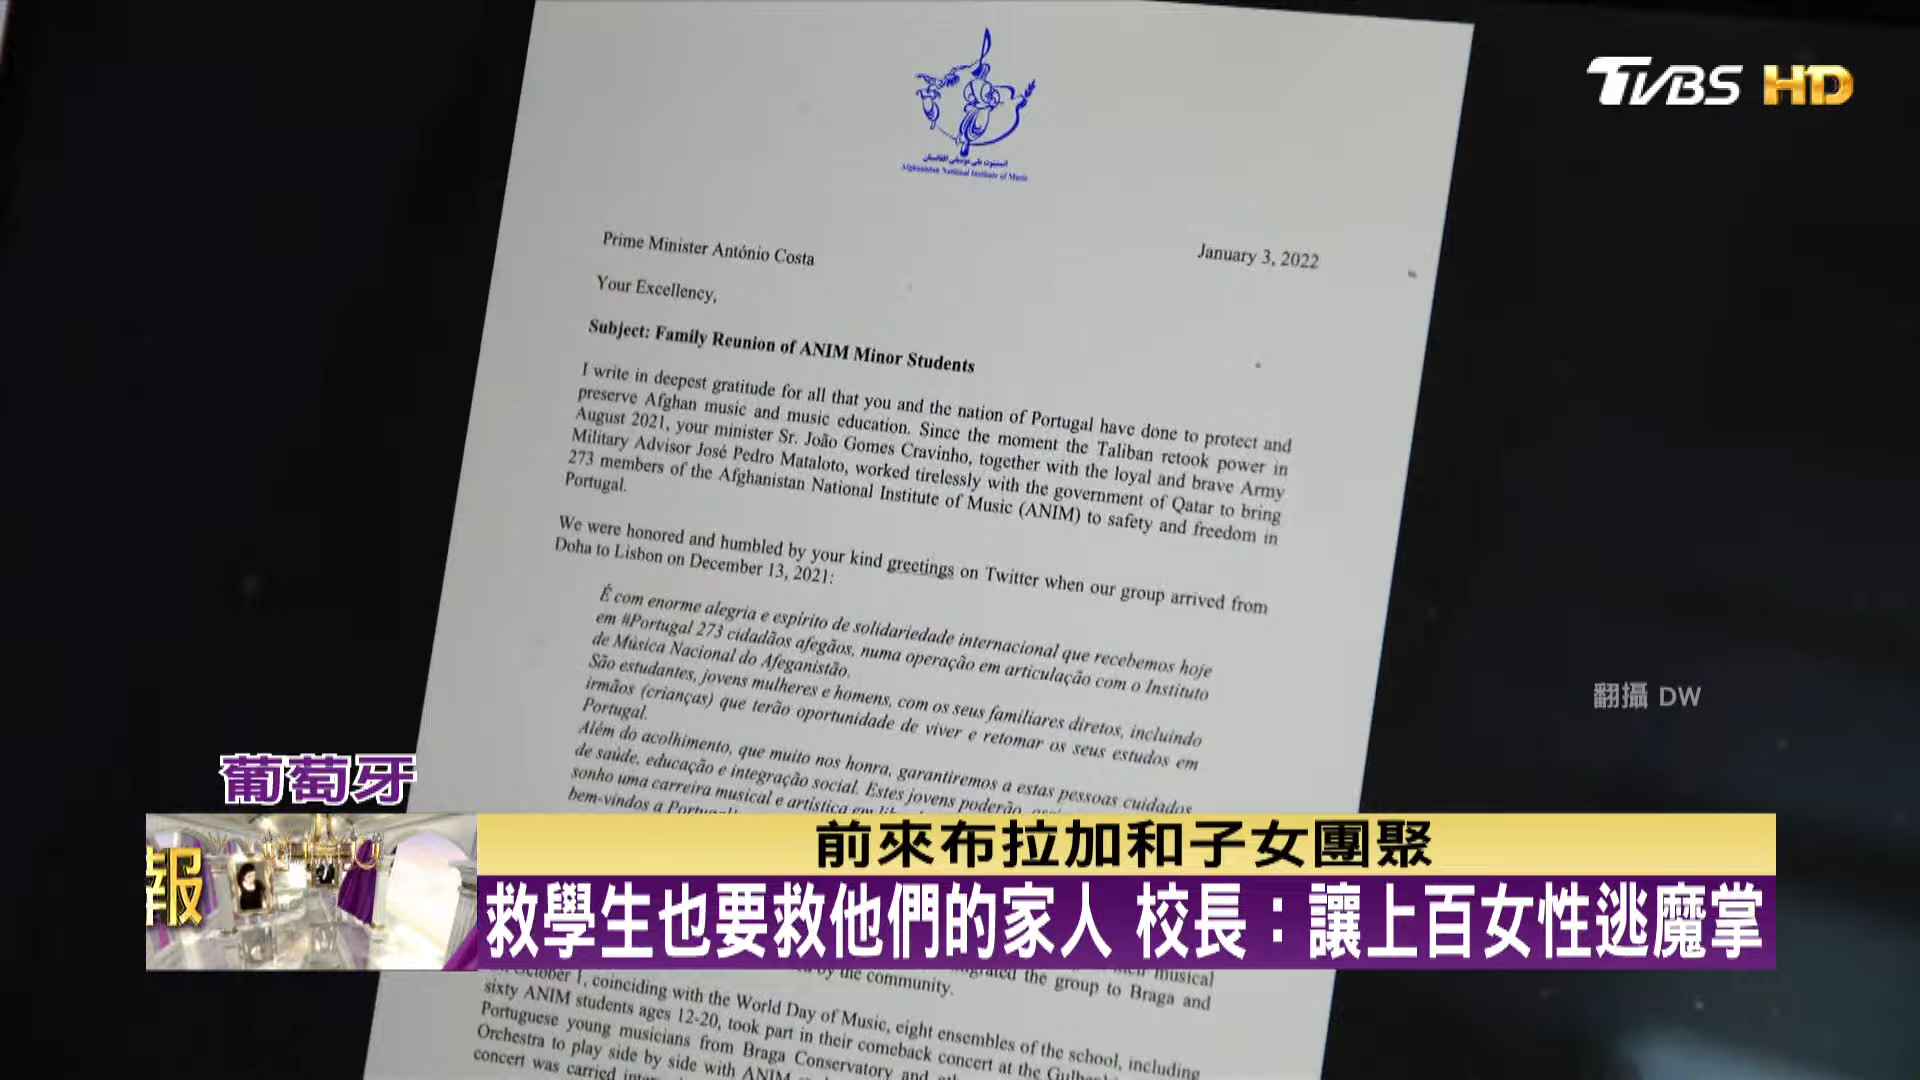 TVBS HD
Afghanistan National Institute of Music
Prime Minister António Costa
January 3, 2022
Your Excellency,
Subject: Family Reunion of ANIM Minor Students
I write in deepest gratitude for all that you and the nation of Portugal have done to protect and
preserve Afghan music and music education. Since the moment the Taliban retook power in
August 2021, your minister Sr. João Gomes Cravinho, together with the loyal and brave Army
Military Advisor José Pedro Mataloto, worked tirelessly with the government of Qatar to bring
273 members of the Afghanistan National Institute of Music (ANIM) to safety and freedom in
Portugal.
We were honored and humbled by your kind greetings on Twitter when our group arrived from
Doha to Lisbon on December 13, 2021:
É com enorme alegria e espírito de solidariedade internacional que recebemos hoje
em #Portugal 273 cidadãos afegãos, numa operação em articulação com o Instituto
de Música Nacional do Afeganistão.
São estudantes, jovens mulheres e homens, com os seus familiares diretos, incluindo
irmãos (crianças) que terão oportunidade de viver e retomar os seus estudos em
Portugal.
Além do acolhimento, que muito nos honra, garantiremos a estas pessoas cuidados
de saúde, educação e integração social. Estes jovens poderão
sonho uma carreira musical e artística em
bem-vindos a
翻攝 DW
葡萄牙
報
前來布拉加和子女團聚
救學生也要救他們的家人 校長：讓上百女性逃魔掌
musical
by the community. the group to Braga and
October 1, coinciding with the World Day of Music, eight ensembles of the school, including
sixty ANIM students ages 12-20, took part in their comeback concert at the
Portuguese young musicians from Braga Conservatory and
Orchestra to play side by side with ANIM
concert was carried